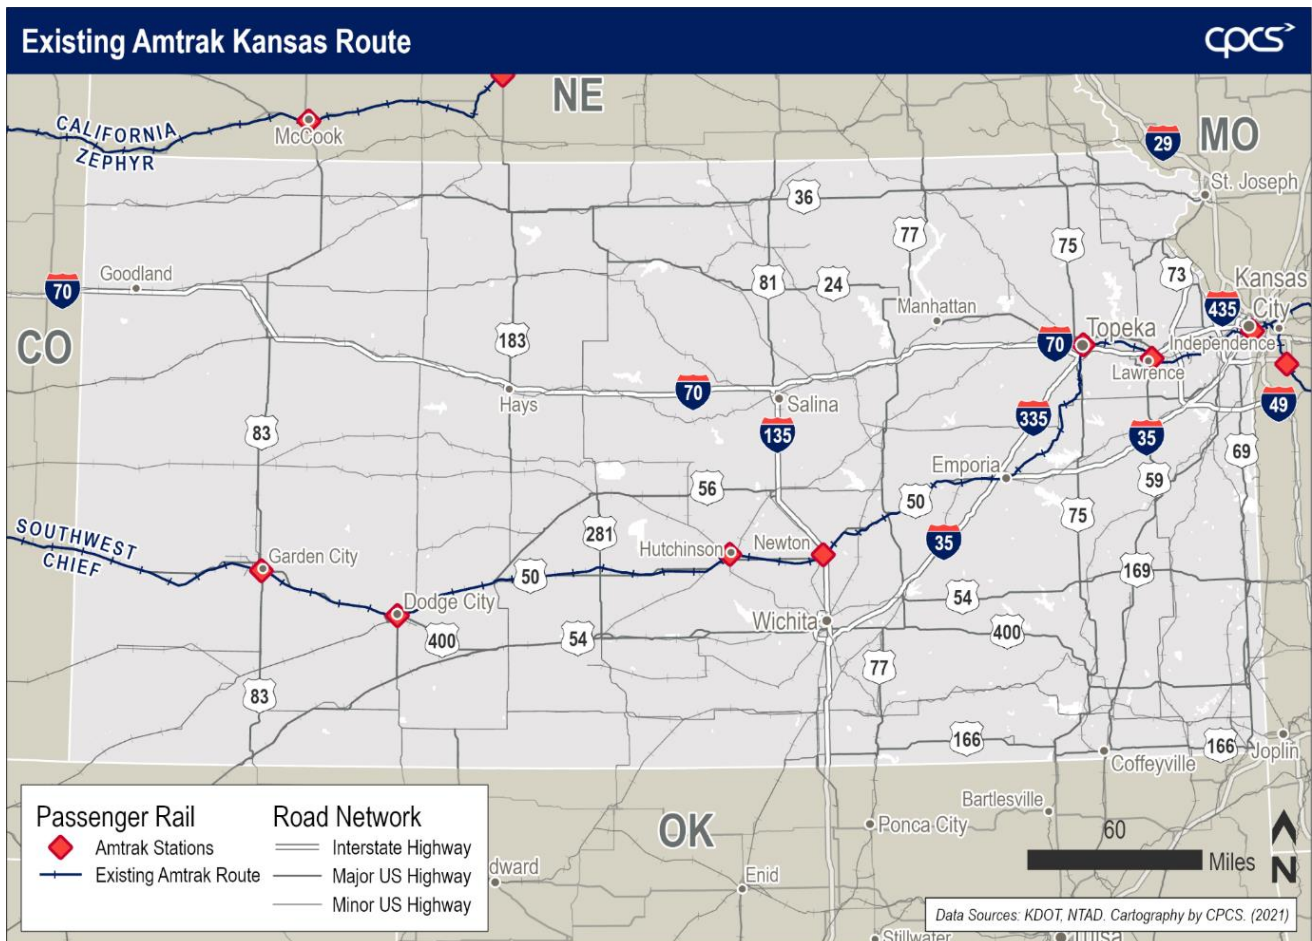 Existing Amtrak Kansas Route
cpcs
NE
MO
CALIFORNIA
ZEPHYR
McCook
29
St. Joseph
36
77
75
Goodland
70
81
24
73
Kansas
City
435
Manhattan
CO
183
70
Topeka
Independence
Lawrence
Hays
70
Salina
335
49
83
135
35
69
Emporia
56
50
59
SOUTHWEST
CHIEF
281
75
Garden City
Hutchinson
Newton
35
50
169
Dodge City
54
400
54
Wichita
400
77
83
166
166
Joplin
Coffeyville
Passenger Rail
Amtrak Stations
Existing Amtrak Route
Road Network
Interstate Highway
Major US Highway
Minor US Highway
OK
Bartlesville
Ponca City
60
Miles
N
dward
Enid
Data Sources: KDOT, NTAD. Cartography by CPCS. (2021)
Stillwater
Tulsa